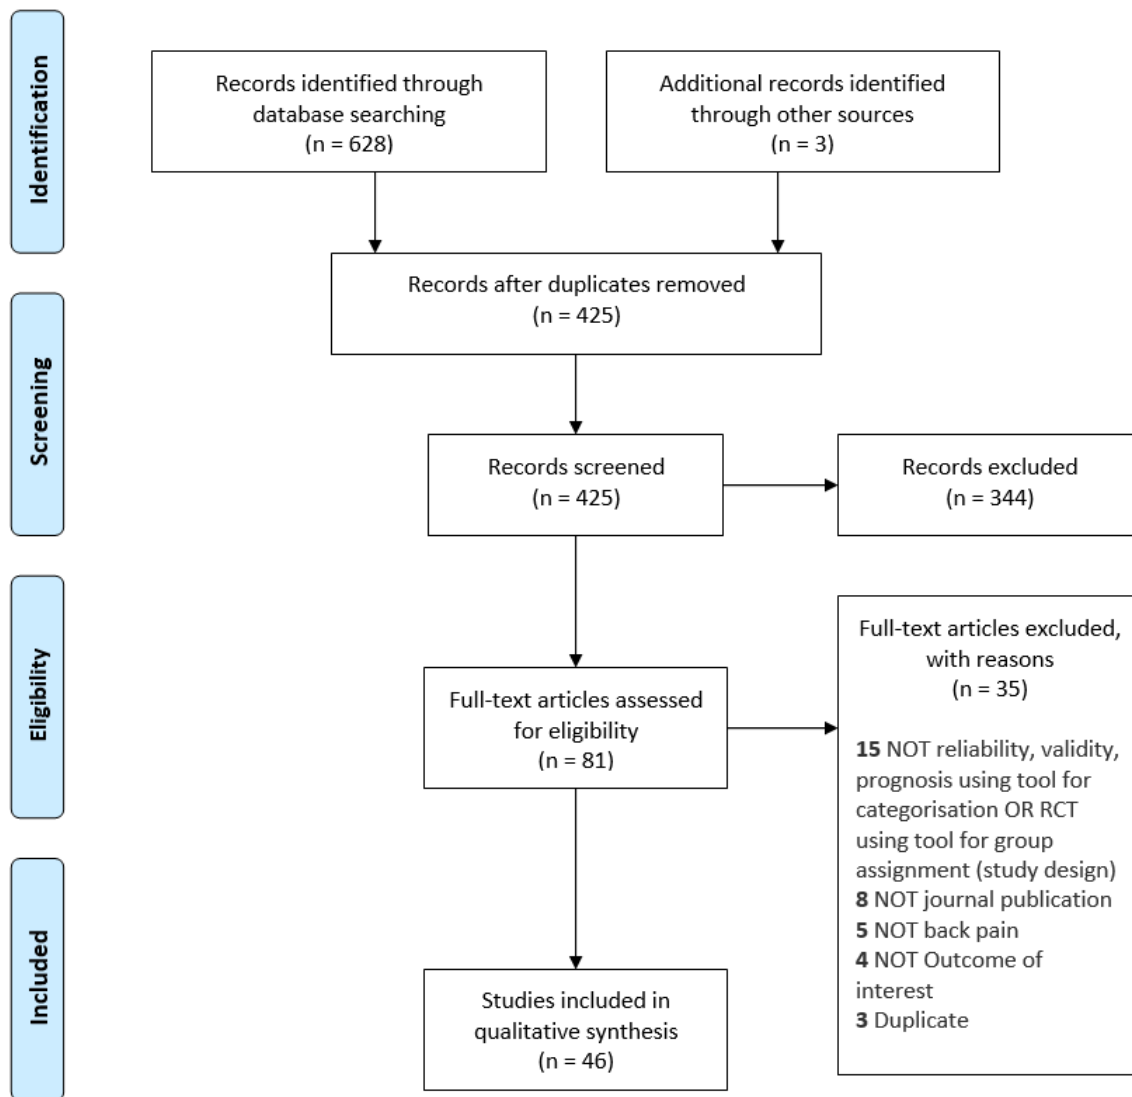 Identification
Records identified through
database searching
(n = 628)
Additional records identified
through other sources
(n = 3)
Records after duplicates removed
(n = 425)
Screening
Records screened
(n = 425)
Records excluded
(n = 344)
Eligibility
Full-text articles assessed
for eligibility
(n = 81)
Full-text articles excluded,
with reasons
(n = 35)
15 NOT reliability, validity,
prognosis using tool for
categorisation OR RCT
using tool for group
assignment (study design)
8 NOT journal publication
5 NOT back pain
4 NOT Outcome of
interest
3 Duplicate
Included
Studies included in
qualitative synthesis
(n = 46)